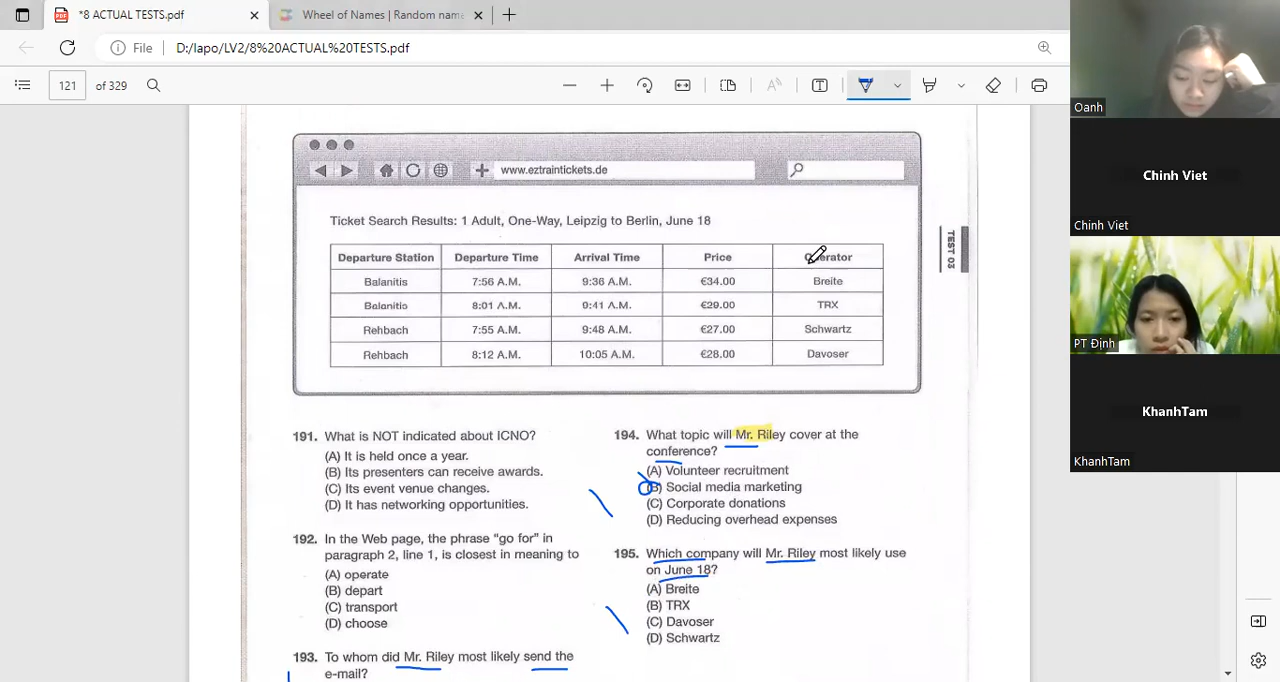 *8 ACTUAL TESTS.pdf
Wheel of Names | Random name
File
D:/lapo/LV2/8%20ACTUAL%20TESTS.pdf
121 of 329
www.eztraintickets.de
Ticket Search Results: 1 Adult, One-Way, Leipzig to Berlin, June 18
Departure Station Departure Time Arrival Time Price Operator
Balanitis 7:56 A.M. 9:36 A.M. €34.00 Breite
Balanitis 8:01 A.M. 9:41 A.M. €29.00 TRX
Rehbach 7:55 A.M. 9:48 A.M. €27.00 Schwartz
Rehbach 8:12 A.M. 10:05 A.M. €28.00 Davoser
TEST 03
191. What is NOT indicated about ICNO?
(A) It is held once a year.
(B) Its presenters can receive awards.
(C) Its event venue changes.
(D) It has networking opportunities.
192. In the Web page, the phrase “go for” in
paragraph 2, line 1, is closest in meaning to
(A) operate
(B) depart
(C) transport
(D) choose
193. To whom did Mr. Riley most likely send the
e-mail?
194. What topic will Mr. Riley cover at the
conference?
(A) Volunteer recruitment
(B) Social media marketing
(C) Corporate donations
(D) Reducing overhead expenses
195. Which company will Mr. Riley most likely use
on June 18?
(A) Breite
(B) TRX
(C) Davoser
(D) Schwartz
Oanh
Chinh Viet
Chinh Viet
PT Định
KhanhTam
KhanhTam